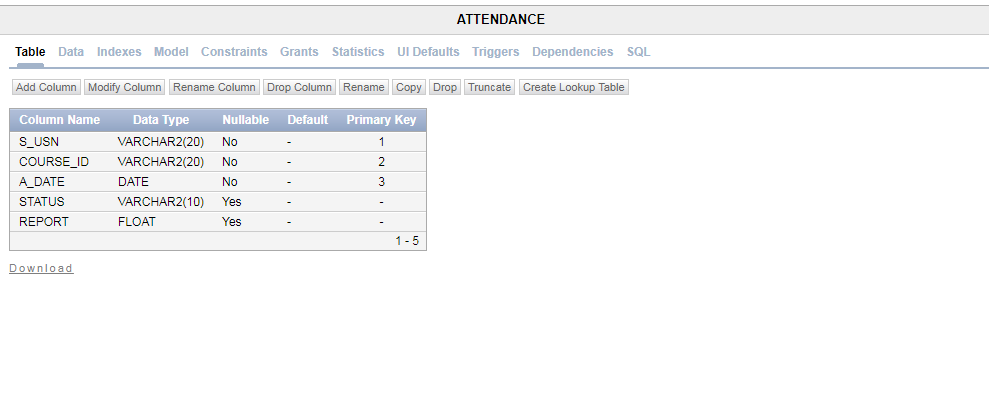 ATTENDANCE
Table Data Indexes Model Constraints Grants Statistics UI Defaults Triggers Dependencies SQL
Add Column Modify Column Rename Column Drop Column Rename Copy Drop Truncate Create Lookup Table
Column Name Data Type Nullable Default Primary Key
S_USN VARCHAR2(20) No - 1
COURSE_ID VARCHAR2(20) No - 2
A_DATE DATE No - 3
STATUS VARCHAR2(10) Yes - -
REPORT FLOAT Yes - -
1 - 5
Download